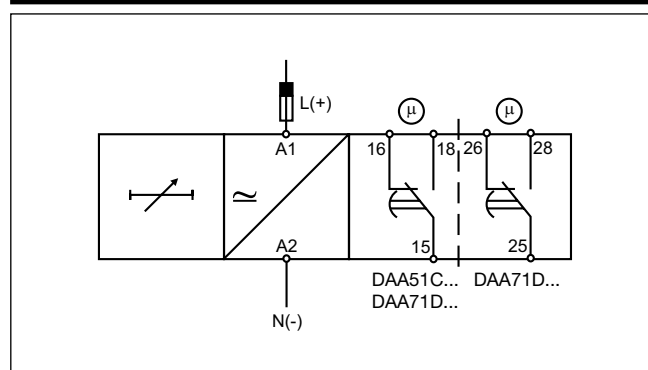 L(+)
μ μ
A1 16 18 26 28
≃
A2 15 25
DAA51C... DAA71D...
DAA71D...
N(-)